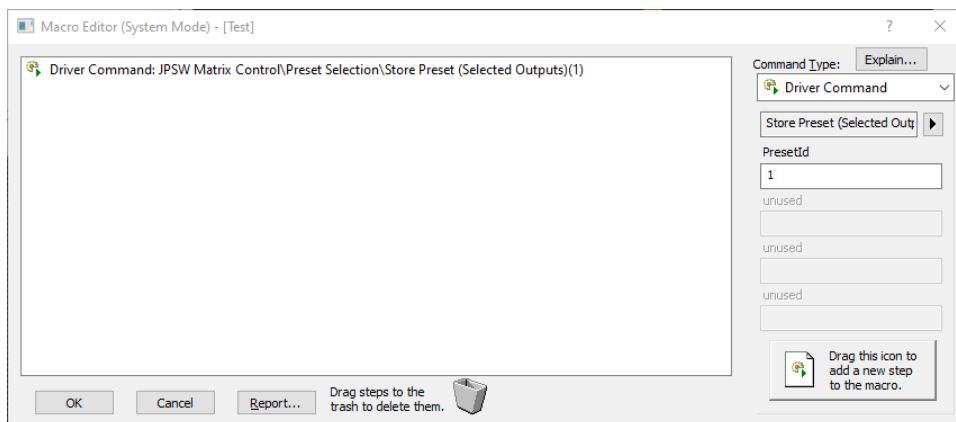 Macro Editor (System Mode) - [Test]
?
Driver Command: JPSW Matrix Control\Preset Selection\Store Preset (Selected Outputs)(1)
Command Type:
Explain...
Driver Command
Store Preset (Selected Outp
PresetId
1
unused
unused
unused
Drag this icon to
add a new step
to the macro.
OK
Cancel
Report...
Drag steps to the
trash to delete them.